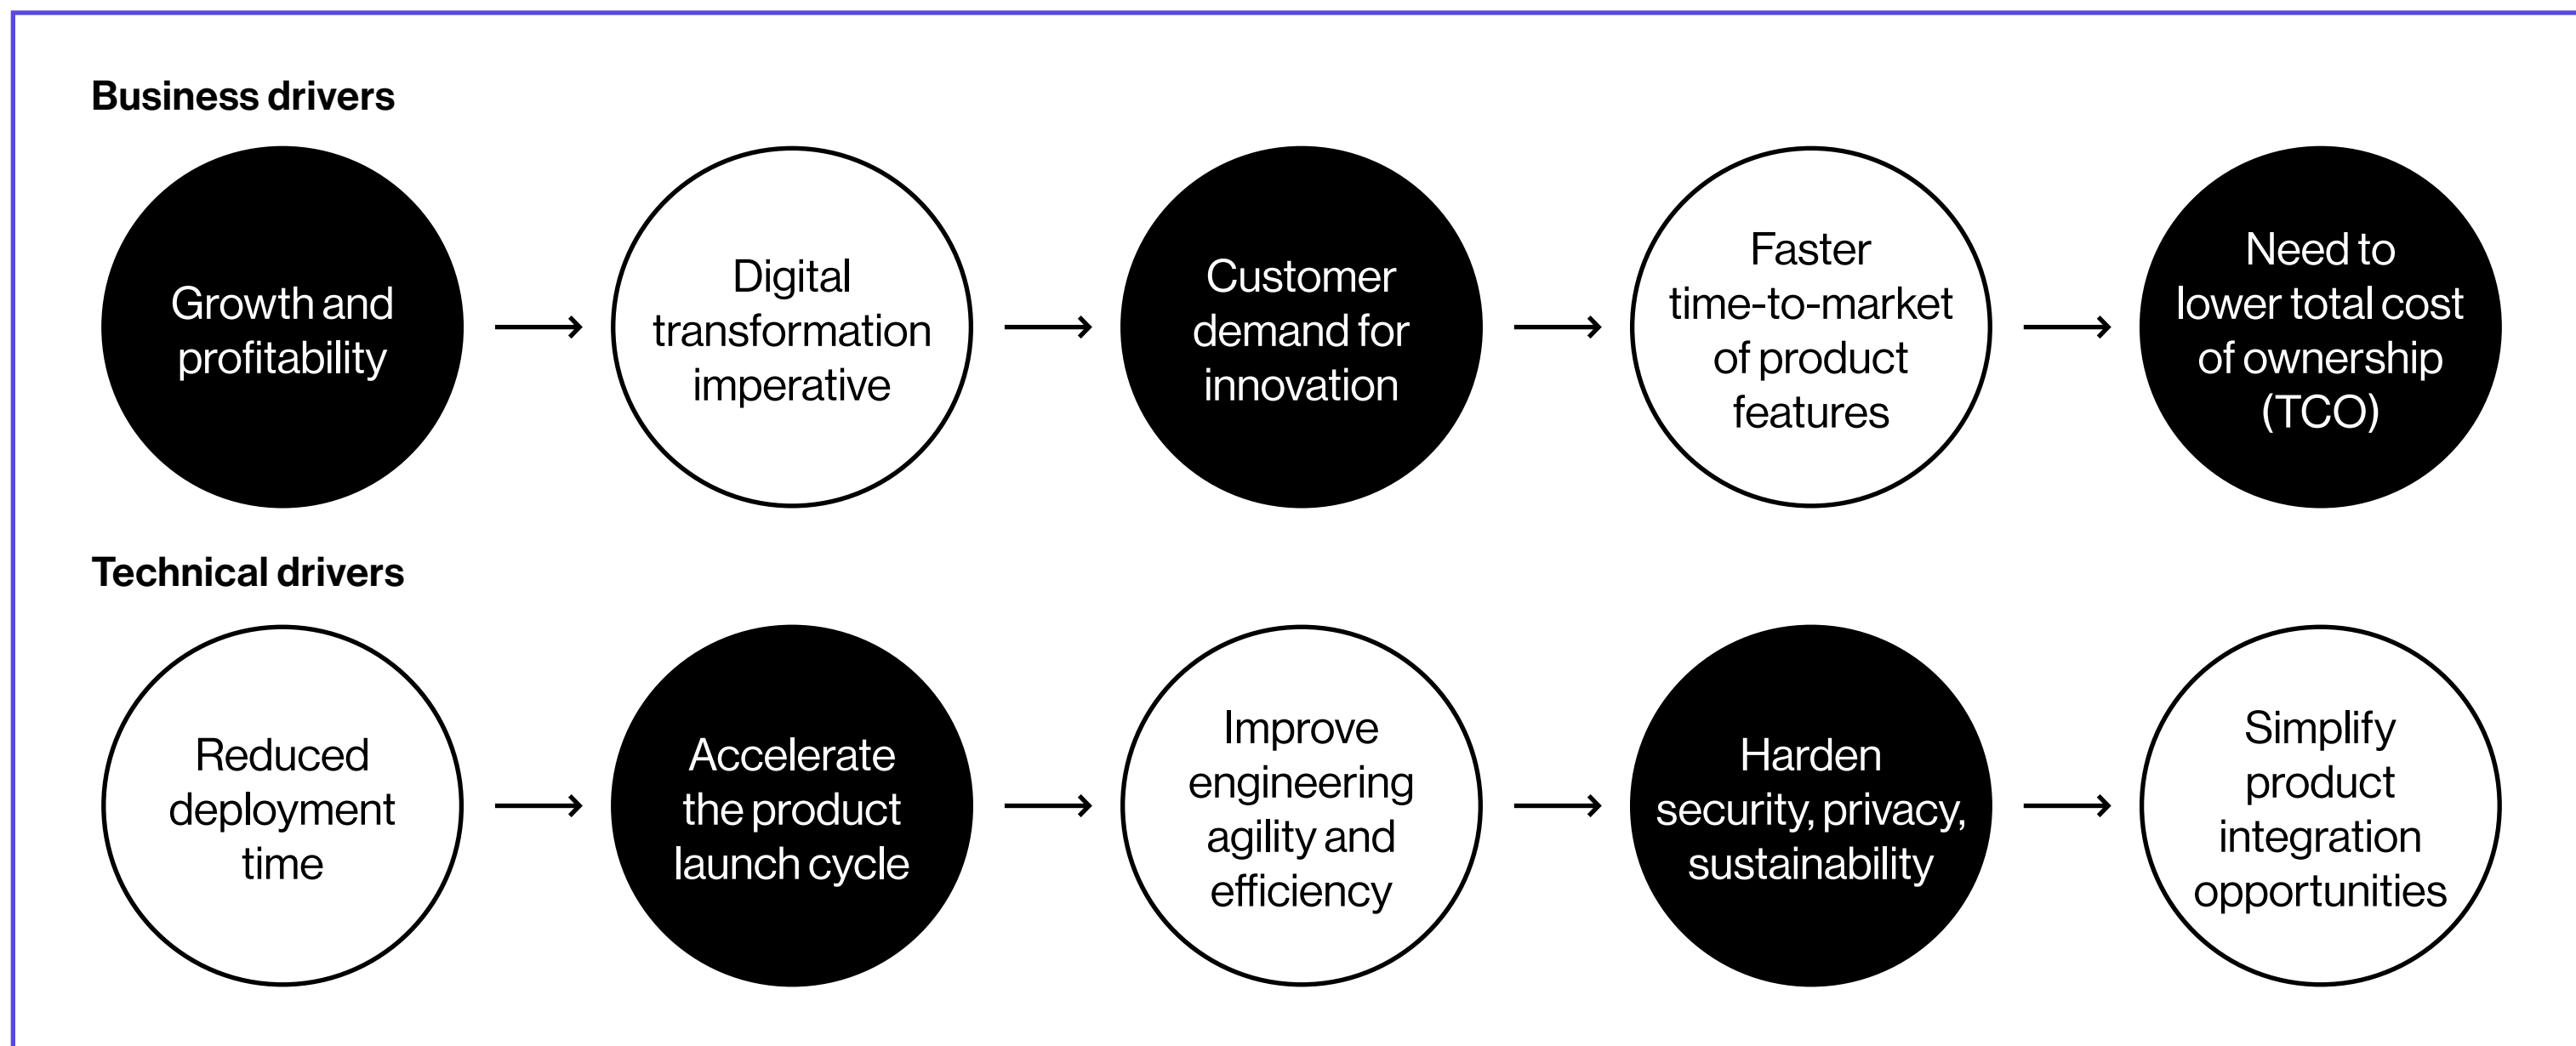 Business drivers
Growth and
profitability
Digital
transformation
imperative
Customer
demand for
innovation
Faster
time-to-market
of product
features
Need to
lower total cost
of ownership
(TCO)
Technical drivers
Reduced
deployment
time
Accelerate
the product
launch cycle
Improve
engineering
agility and
efficiency
Harden
security, privacy,
sustainability
Simplify
product
integration
opportunities